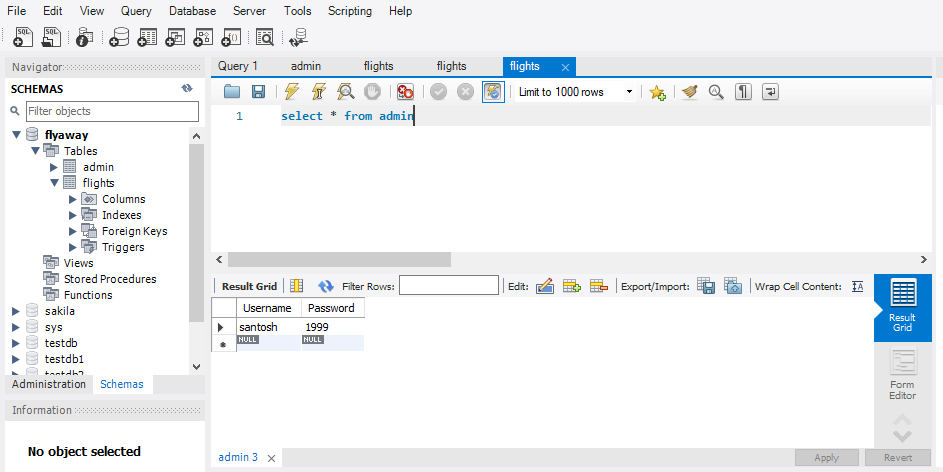 File Edit View Query Database Server Tools Scripting Help
SQL SQL
Navigator
SCHEMAS
Filter objects
flyaway
Tables
admin
flights
Columns
Indexes
Foreign Keys
Triggers
Views
Stored Procedures
Functions
sakila
sys
testdb
testdb1
testdb2
Administration Schemas
Information
No object selected
Query 1 admin flights flights flights
Limit to 1000 rows
1 select * from admin
Result Grid Filter Rows: Edit: Export/Import: Wrap Cell Content:
Username Password
santosh 1999
NULL NULL
Result
Grid
Form
Editor
admin 3
Apply Revert